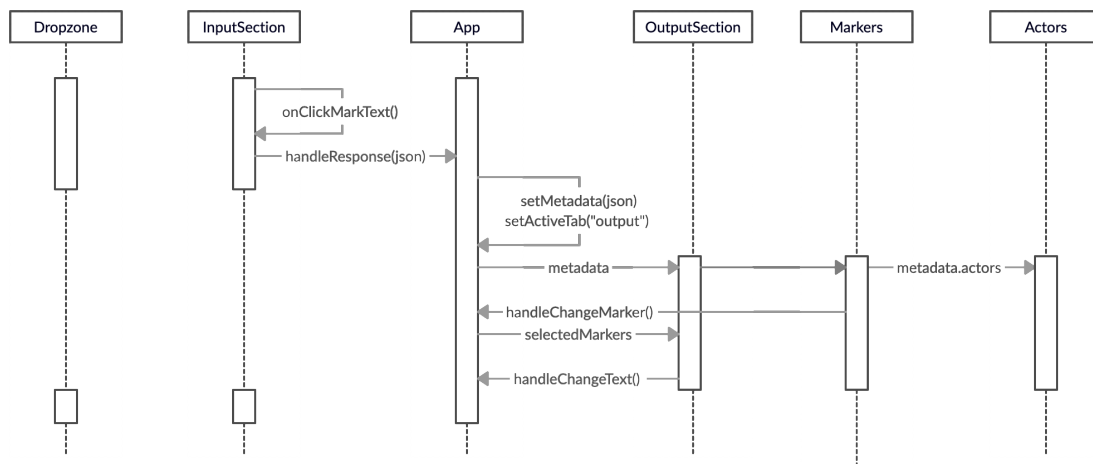 Dropzone
InputSection
App
OutputSection
Markers
Actors
onClickMarkText()
handleResponse(json)
setMetadata(json)
setActiveTab("output")
metadata
metadata.actors
handleChangeMarker()
selectedMarkers
handleChangeText()